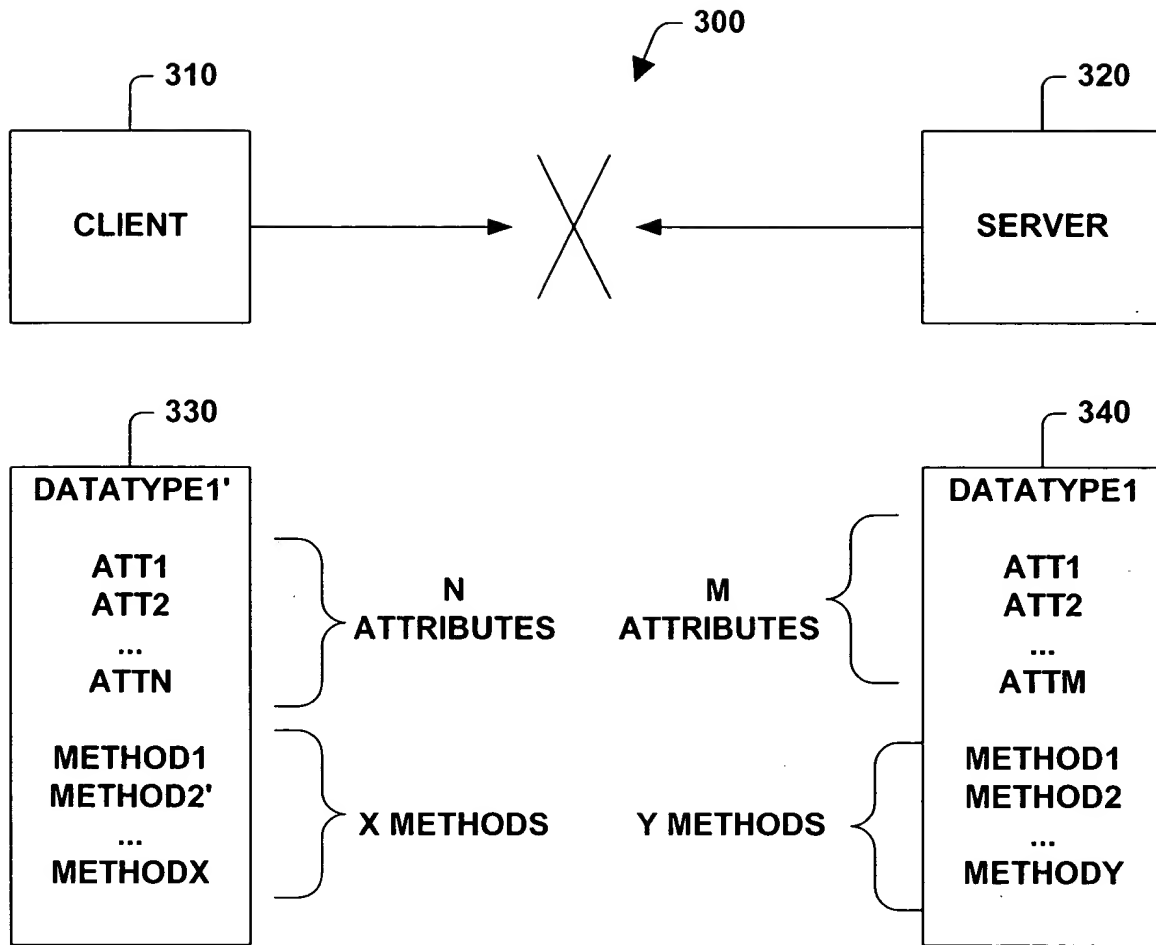 300
310
320
CLIENT
SERVER
330
340
DATATYPE1'
ATT1
ATT2
...
ATTN
METHOD1
METHOD2'
...
METHODX
N
ATTRIBUTES
X METHODS
M
ATTRIBUTES
Y METHODS
DATATYPE1
ATT1
ATT2
...
ATTM
METHOD1
METHOD2
...
METHODY